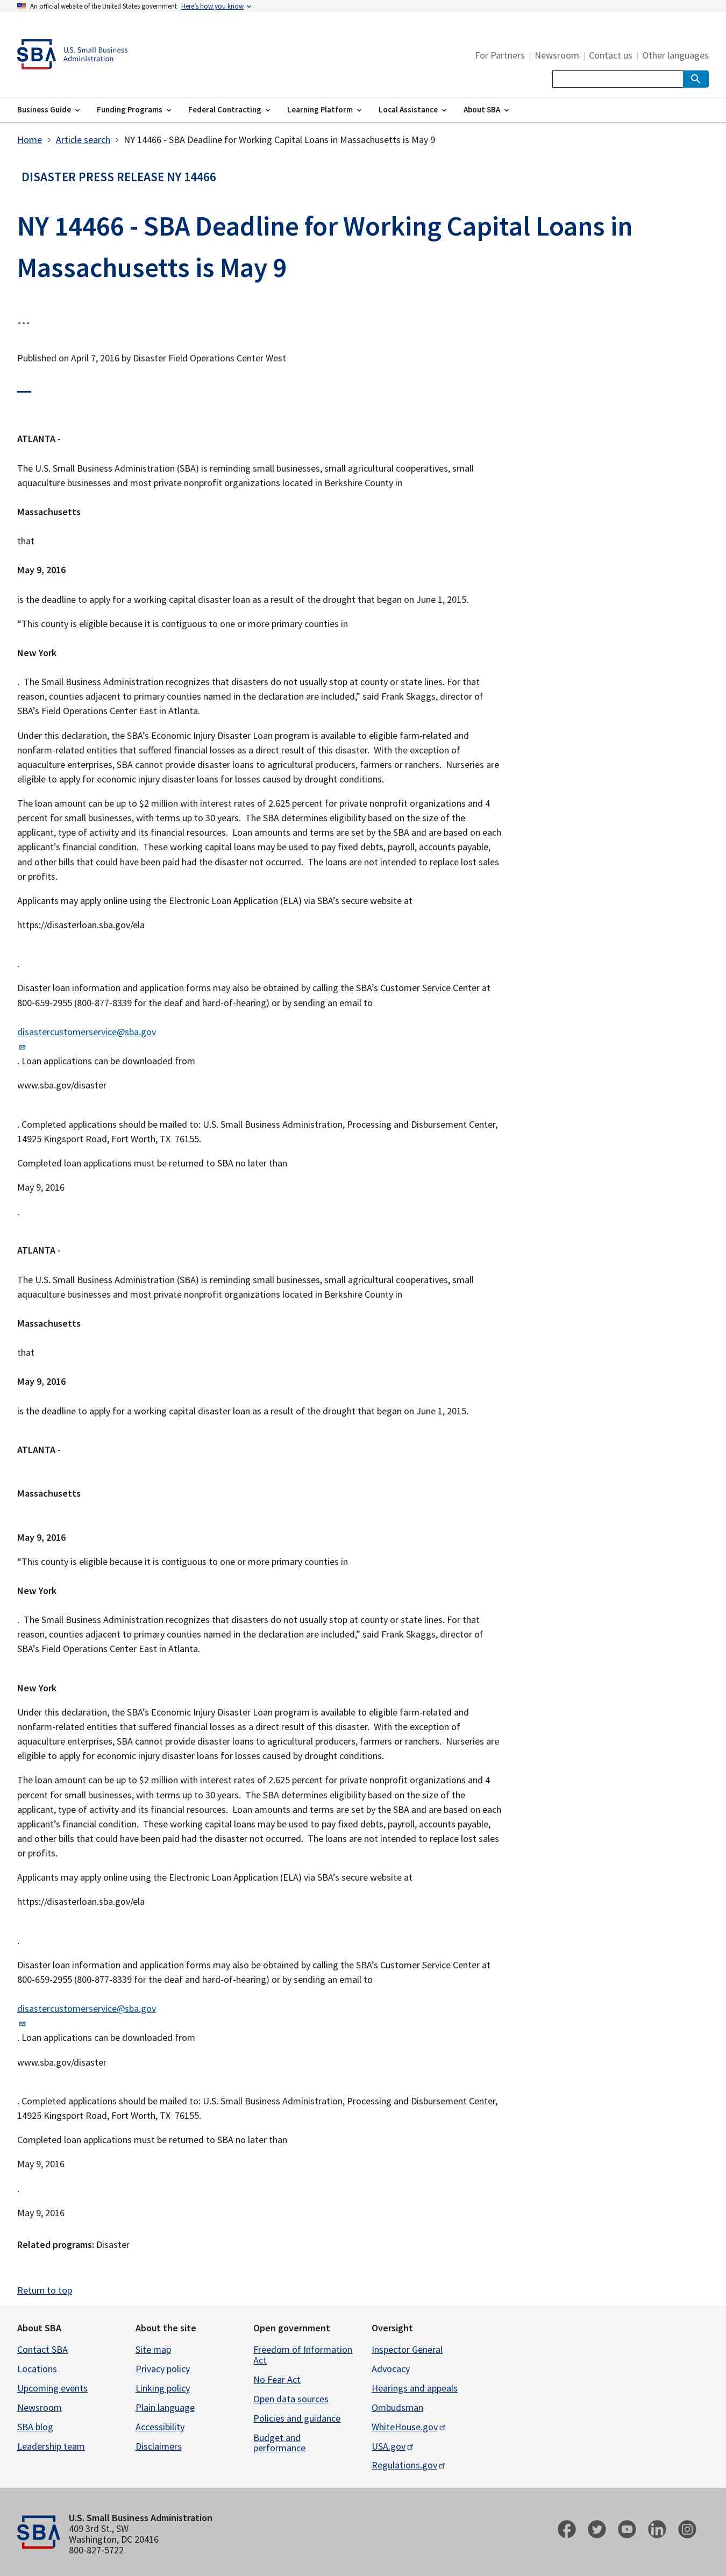 An official website of the United States government Here's how you know
SBA U.S. Small Business
Administration
For Partners | Newsroom | Contact us | Other languages
Business Guide Funding Programs Federal Contracting Learning Platform Local Assistance About SBA
Home > Article search > NY 14466 - SBA Deadline for Working Capital Loans in Massachusetts is May 9
DISASTER PRESS RELEASE NY 14466
NY 14466 - SBA Deadline for Working Capital Loans in
Massachusetts is May 9
...
Published on April 7, 2016 by Disaster Field Operations Center West
ATLANTA -
The U.S. Small Business Administration (SBA) is reminding small businesses, small agricultural cooperatives, small
aquaculture businesses and most private nonprofit organizations located in Berkshire County in
Massachusetts
that
May 9, 2016
is the deadline to apply for a working capital disaster loan as a result of the drought that began on June 1, 2015.
“This county is eligible because it is contiguous to one or more primary counties in
New York
. The Small Business Administration recognizes that disasters do not usually stop at county or state lines. For that
reason, counties adjacent to primary counties named in the declaration are included,” said Frank Skaggs, director of
SBA’s Field Operations Center East in Atlanta.
Under this declaration, the SBA’s Economic Injury Disaster Loan program is available to eligible farm-related and
nonfarm-related entities that suffered financial losses as a direct result of this disaster. With the exception of
aquaculture enterprises, SBA cannot provide disaster loans to agricultural producers, farmers or ranchers. Nurseries are
eligible to apply for economic injury disaster loans for losses caused by drought conditions.
The loan amount can be up to $2 million with interest rates of 2.625 percent for private nonprofit organizations and 4
percent for small businesses, with terms up to 30 years. The SBA determines eligibility based on the size of the
applicant, type of activity and its financial resources. Loan amounts and terms are set by the SBA and are based on each
applicant’s financial condition. These working capital loans may be used to pay fixed debts, payroll, accounts payable,
and other bills that could have been paid had the disaster not occurred. The loans are not intended to replace lost sales
or profits.
Applicants may apply online using the Electronic Loan Application (ELA) via SBA’s secure website at
https://disasterloan.sba.gov/ela
.
Disaster loan information and application forms may also be obtained by calling the SBA’s Customer Service Center at
800-659-2955 (800-877-8339 for the deaf and hard-of-hearing) or by sending an email to
disastercustomerservice@sba.gov
. Loan applications can be downloaded from
www.sba.gov/disaster
. Completed applications should be mailed to: U.S. Small Business Administration, Processing and Disbursement Center,
14925 Kingsport Road, Fort Worth, TX 76155.
Completed loan applications must be returned to SBA no later than
May 9, 2016
.
ATLANTA -
The U.S. Small Business Administration (SBA) is reminding small businesses, small agricultural cooperatives, small
aquaculture businesses and most private nonprofit organizations located in Berkshire County in
Massachusetts
that
May 9, 2016
is the deadline to apply for a working capital disaster loan as a result of the drought that began on June 1, 2015.
ATLANTA -
Massachusetts
May 9, 2016
“This county is eligible because it is contiguous to one or more primary counties in
New York
. The Small Business Administration recognizes that disasters do not usually stop at county or state lines. For that
reason, counties adjacent to primary counties named in the declaration are included,” said Frank Skaggs, director of
SBA’s Field Operations Center East in Atlanta.
New York
Under this declaration, the SBA’s Economic Injury Disaster Loan program is available to eligible farm-related and
nonfarm-related entities that suffered financial losses as a direct result of this disaster. With the exception of
aquaculture enterprises, SBA cannot provide disaster loans to agricultural producers, farmers or ranchers. Nurseries are
eligible to apply for economic injury disaster loans for losses caused by drought conditions.
The loan amount can be up to $2 million with interest rates of 2.625 percent for private nonprofit organizations and 4
percent for small businesses, with terms up to 30 years. The SBA determines eligibility based on the size of the
applicant, type of activity and its financial resources. Loan amounts and terms are set by the SBA and are based on each
applicant’s financial condition. These working capital loans may be used to pay fixed debts, payroll, accounts payable,
and other bills that could have been paid had the disaster not occurred. The loans are not intended to replace lost sales
or profits.
Applicants may apply online using the Electronic Loan Application (ELA) via SBA’s secure website at
https://disasterloan.sba.gov/ela
.
Disaster loan information and application forms may also be obtained by calling the SBA’s Customer Service Center at
800-659-2955 (800-877-8339 for the deaf and hard-of-hearing) or by sending an email to
disastercustomerservice@sba.gov
. Loan applications can be downloaded from
www.sba.gov/disaster
. Completed applications should be mailed to: U.S. Small Business Administration, Processing and Disbursement Center,
14925 Kingsport Road, Fort Worth, TX 76155.
Completed loan applications must be returned to SBA no later than
May 9, 2016
.
May 9, 2016
Related programs: Disaster
Return to top
About SBA
Contact SBA
Locations
Upcoming events
Newsroom
SBA blog
Leadership team
About the site
Site map
Privacy policy
Linking policy
Plain language
Accessibility
Disclaimers
Open government
Freedom of Information
Act
No Fear Act
Open data sources
Policies and guidance
Budget and
performance
Oversight
Inspector General
Advocacy
Hearings and appeals
Ombudsman
WhiteHouse.gov
USA.gov
Regulations.gov
SBA
U.S. Small Business Administration
409 3rd St., SW
Washington, DC 20416
800-827-5722